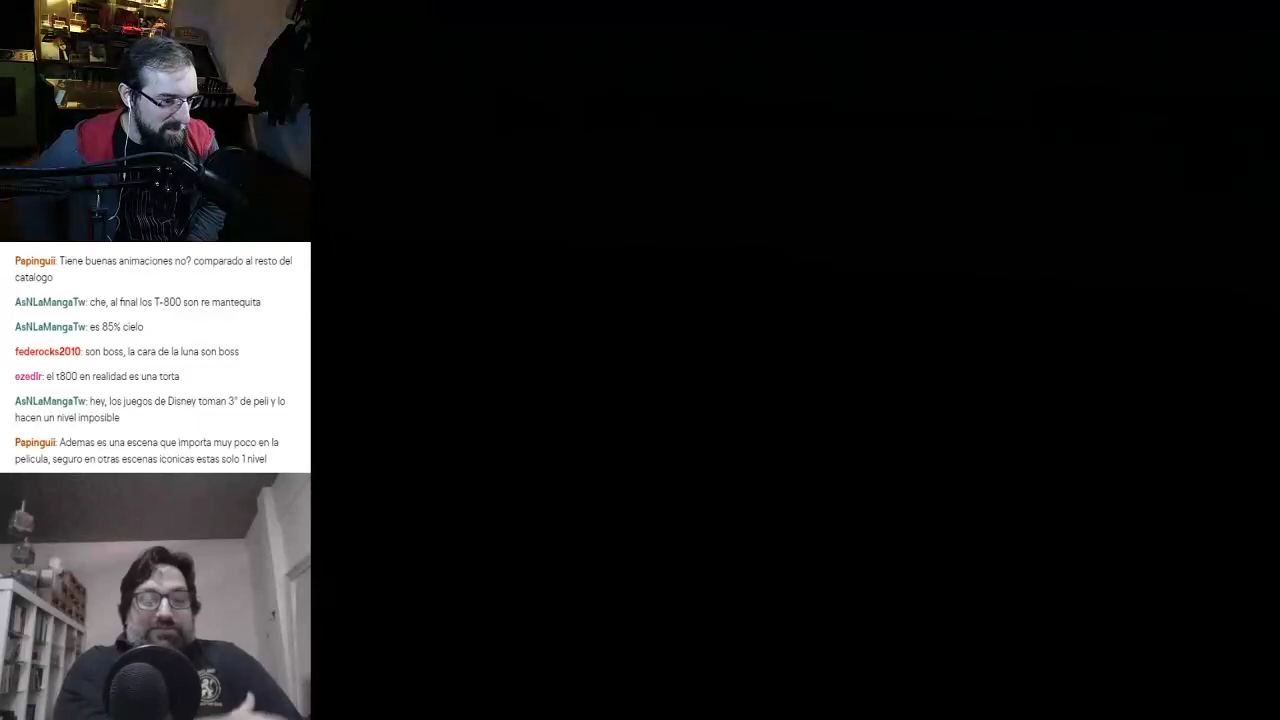 Papinguii: Tiene buenas animaciones no? comparado al resto del
catalogo
AsNLaMangaTw: che, al final los T-800 son re mantequita
AsNLaMangaTw: es 85% cielo
federocks2010: son boss, la cara de la luna son boss
ezedlr: el t800 en realidad es una torta
AsNLaMangaTw: hey, los juegos de Disney toman 3" de peli y lo
hacen un nivel imposible
Papinguii: Ademas es una escena que importa muy poco en la
pelicula, seguro en otras escenas iconicas estas solo 1 nivel